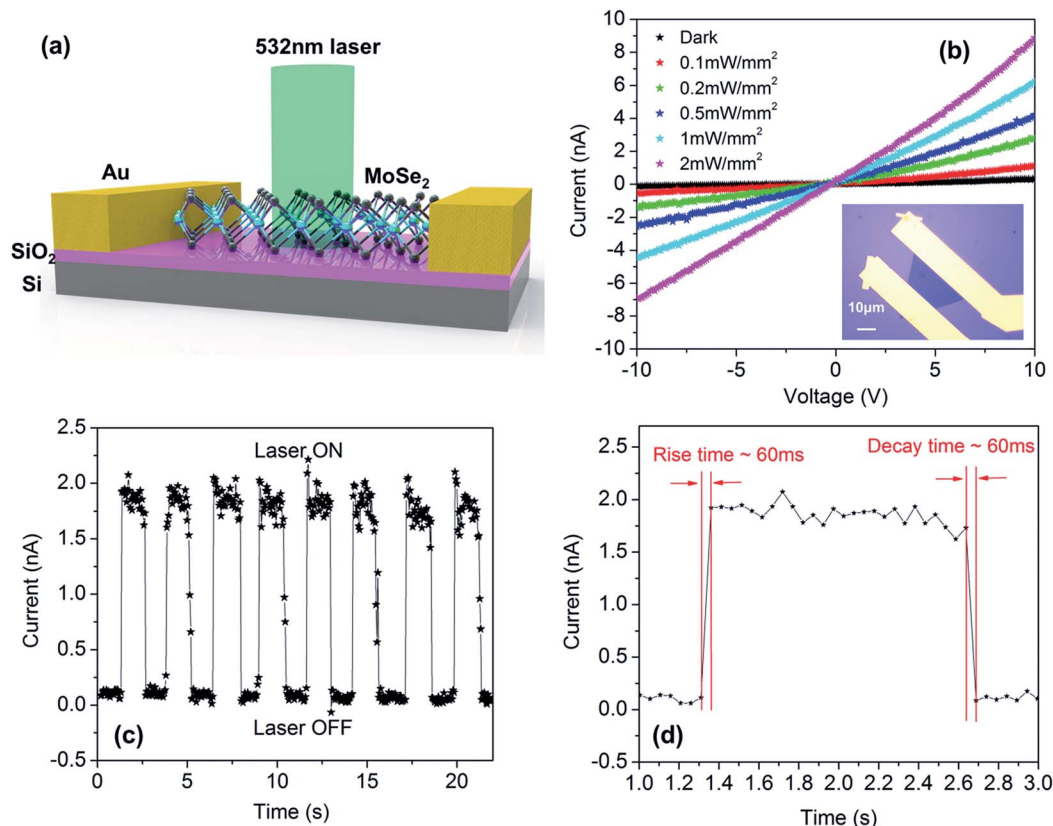 (a)
532nm laser
Au
MoSe₂
SiO₂
Si
(b)
Dark
0.1mW/mm²
0.2mW/mm²
0.5mW/mm²
1mW/mm²
2mW/mm²
Current (nA)
8
6
4
2
0
-2
-4
-6
-8
-10
10µm
-10
-5
0
5
10
Voltage (V)
(c)
Laser ON
Laser OFF
Current (nA)
2.5
2.0
1.5
1.0
0.5
0.0
-0.5
0
5
10
15
20
Time (s)
(d)
Rise time ~ 60ms
Decay time ~ 60ms
Current (nA)
2.5
2.0
1.5
1.0
0.5
0.0
-0.5
1.0 1.2 1.4 1.6 1.8 2.0 2.2 2.4 2.6 2.8 3.0
Time (s)